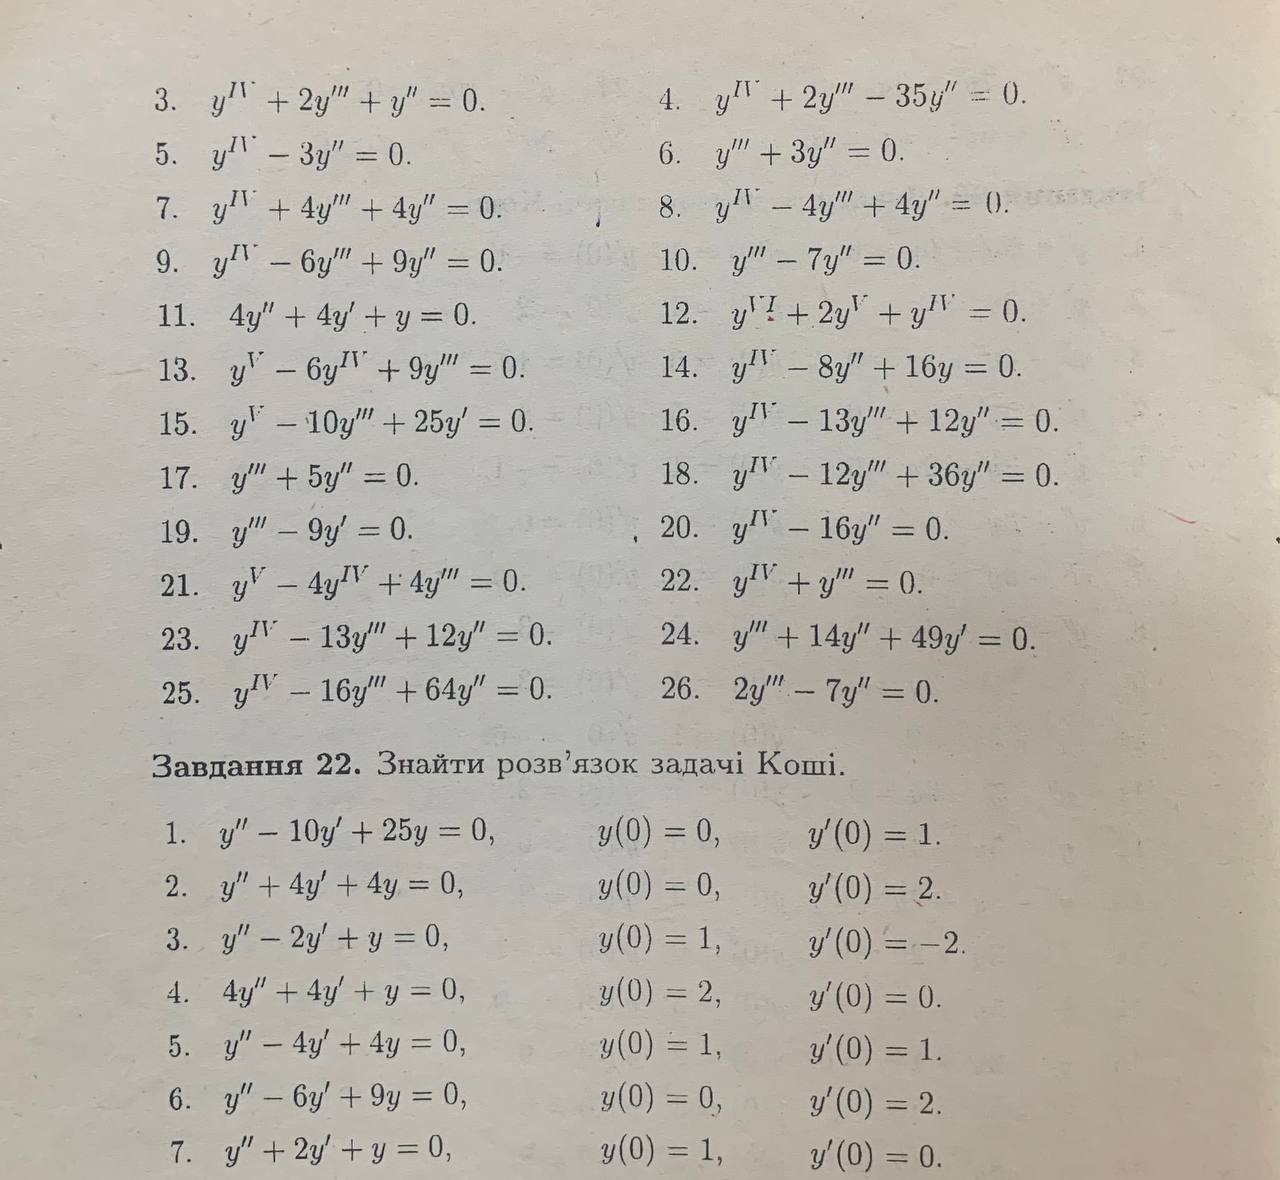 3. y^{IV} + 2y''' + y'' = 0. 4. y^{IV} + 2y''' − 35y'' = 0.
5. y^{IV} − 3y'' = 0. 6. y''' + 3y'' = 0.
7. y^{IV} + 4y''' + 4y'' = 0. 8. y^{IV} − 4y''' + 4y'' = 0.
9. y^{IV} − 6y''' + 9y'' = 0. 10. y''' − 7y'' = 0.
11. 4y'' + 4y' + y = 0. 12. y^{VI} + 2y^{V} + y^{IV} = 0.
13. y^{V} − 6y^{IV} + 9y''' = 0. 14. y^{IV} − 8y'' + 16y = 0.
15. y^{V} − 10y''' + 25y' = 0. 16. y^{IV} − 13y''' + 12y'' = 0.
17. y''' + 5y'' = 0. 18. y^{IV} − 12y''' + 36y'' = 0.
19. y''' − 9y' = 0. 20. y^{IV} − 16y'' = 0.
21. y^{V} − 4y^{IV} + 4y''' = 0. 22. y^{IV} + y''' = 0.
23. y^{IV} − 13y''' + 12y'' = 0. 24. y''' + 14y'' + 49y' = 0.
25. y^{IV} − 16y''' + 64y'' = 0. 26. 2y''' − 7y'' = 0.
Завдання 22. Знайти розв'язок задачі Коші.
1. y'' − 10y' + 25y = 0, y(0) = 0, y'(0) = 1.
2. y'' + 4y' + 4y = 0, y(0) = 0, y'(0) = 2.
3. y'' − 2y' + y = 0, y(0) = 1, y'(0) = −2.
4. 4y'' + 4y' + y = 0, y(0) = 2, y'(0) = 0.
5. y'' − 4y' + 4y = 0, y(0) = 1, y'(0) = 1.
6. y'' − 6y' + 9y = 0, y(0) = 0, y'(0) = 2.
7. y'' + 2y' + y = 0, y(0) = 1, y'(0) = 0.